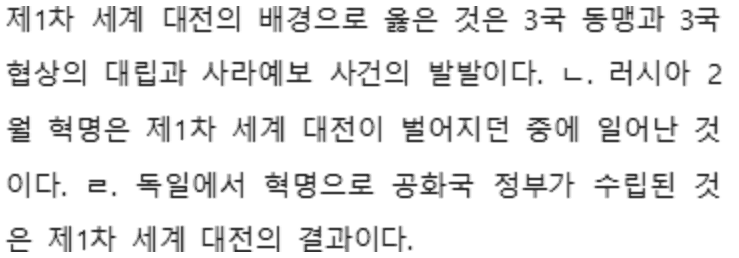 제1차 세계 대전의 배경으로 옳은 것은 3국 동맹과 3국
협상의 대립과 사라예보 사건의 발발이다. ㄴ. 러시아 2
월 혁명은 제1차 세계 대전이 벌어지던 중에 일어난 것
이다. ㄹ. 독일에서 혁명으로 공화국 정부가 수립된 것
은 제1차 세계 대전의 결과이다.